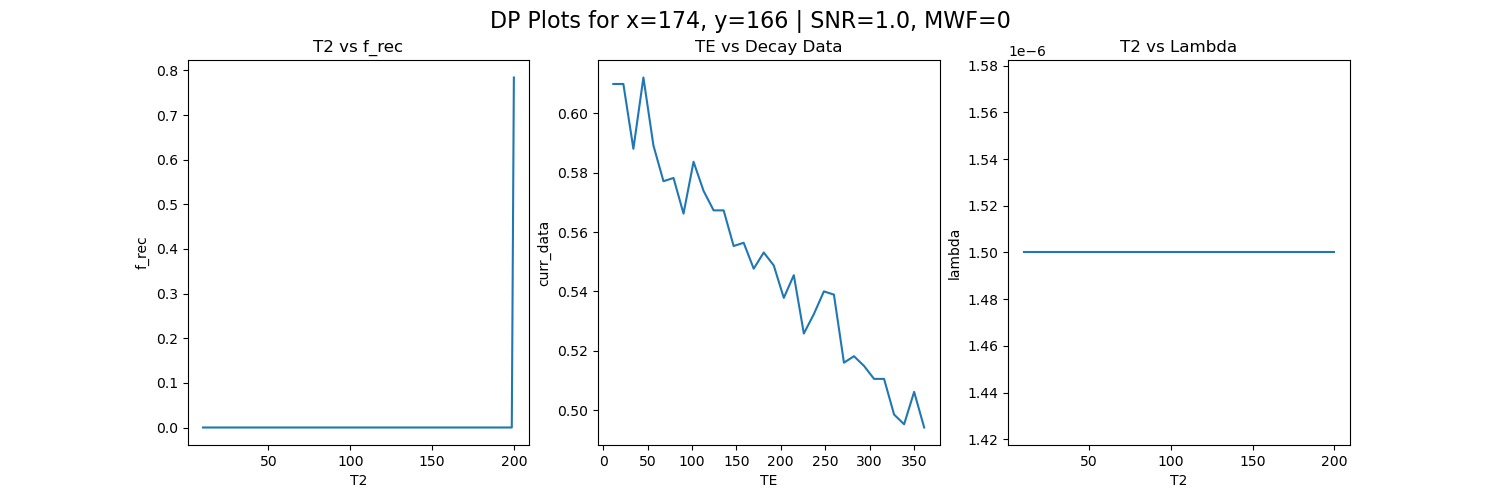 DP Plots for x=174, y=166 | SNR=1.0, MWF=0
T2 vs f_rec
0.8
0.7
0.6
0.5
0.4
0.3
0.2
0.1
0.0
f_rec
50 100 150 200
T2
TE vs Decay Data
0.60
0.58
0.56
0.54
0.52
0.50
curr_data
0 50 100 150 200 250 300 350
TE
T2 vs Lambda
1e−6
1.58
1.56
1.54
1.52
1.50
1.48
1.46
1.44
1.42
lambda
50 100 150 200
T2